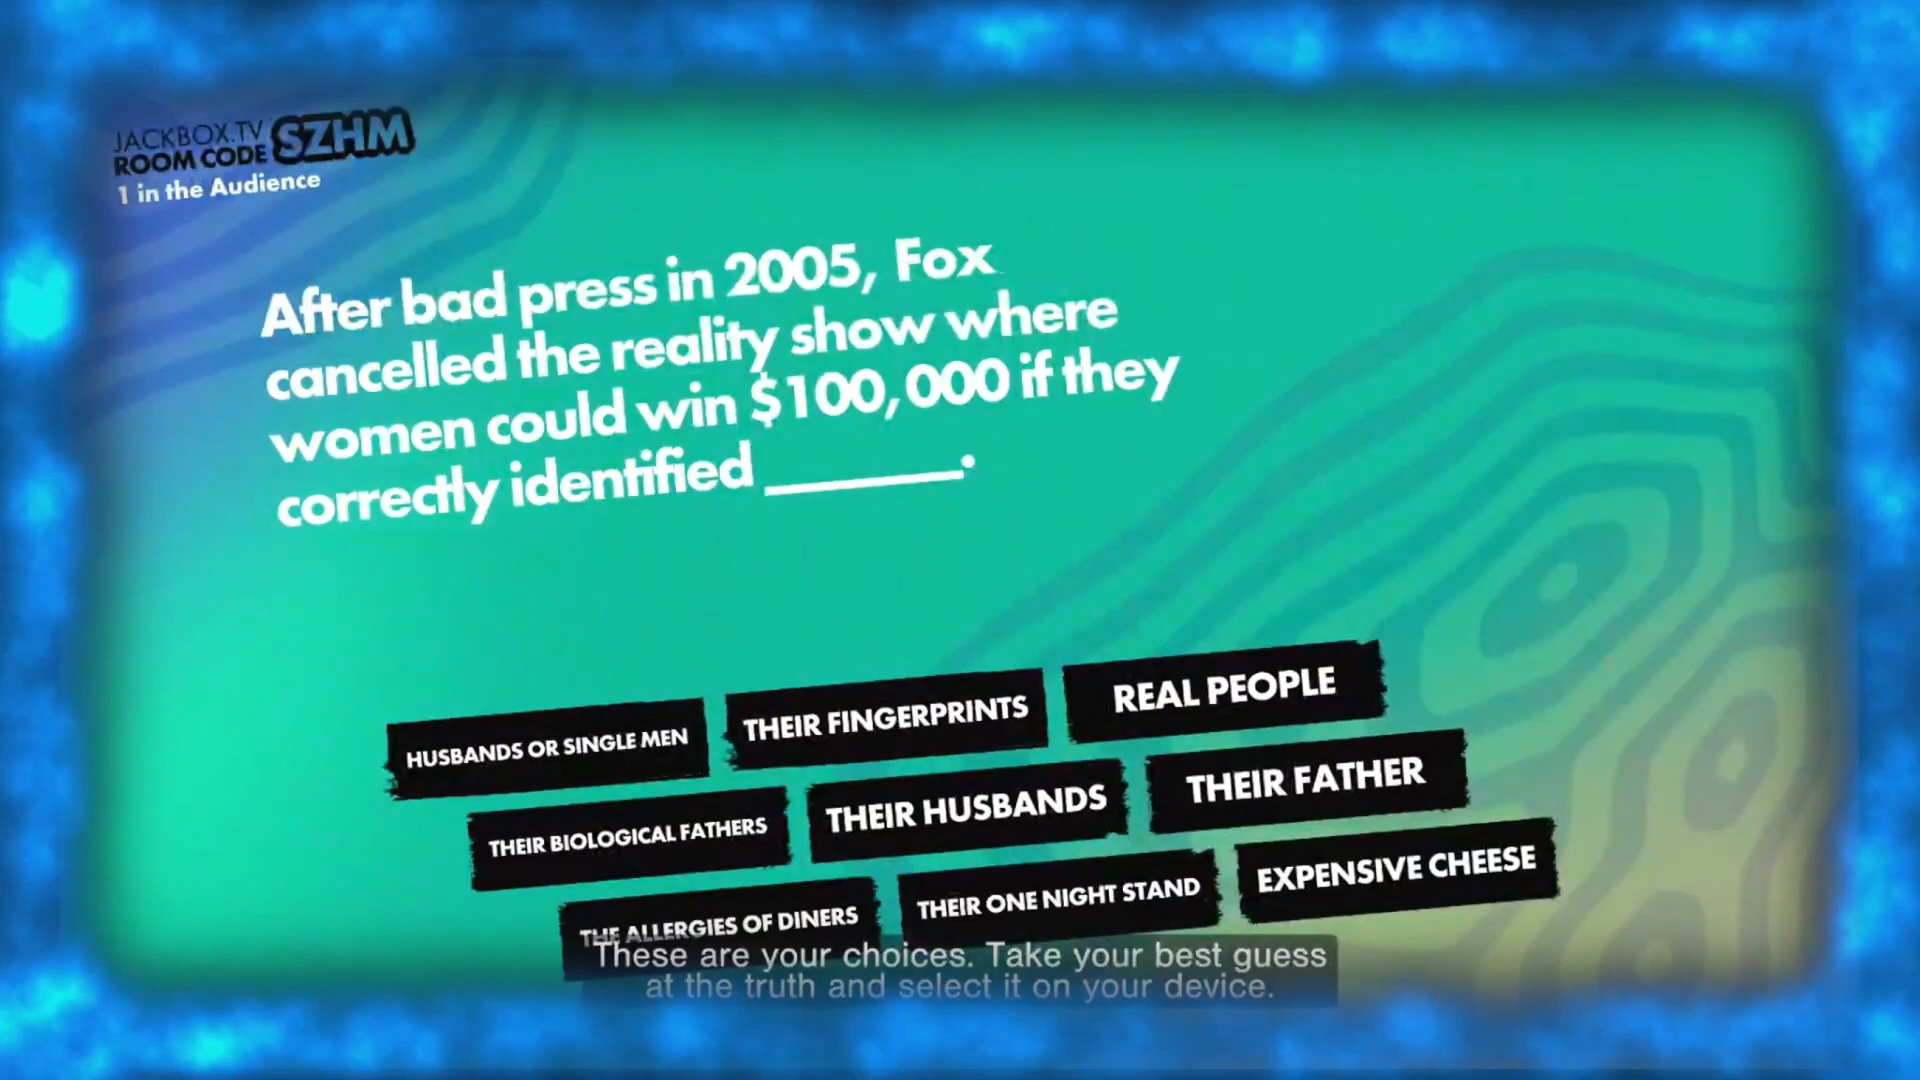 JACKBOX.TV
ROOM CODE SZHM
1 in the Audience
After bad press in 2005, Fox
cancelled the reality show where
women could win $100,000 if they
correctly identified ______.
HUSBANDS OR SINGLE MEN
THEIR FINGERPRINTS
REAL PEOPLE
THEIR BIOLOGICAL FATHERS
THEIR HUSBANDS
THEIR FATHER
THE ALLERGIES OF DINERS
THEIR ONE NIGHT STAND
EXPENSIVE CHEESE
These are your choices. Take your best guess
at the truth and select it on your device.